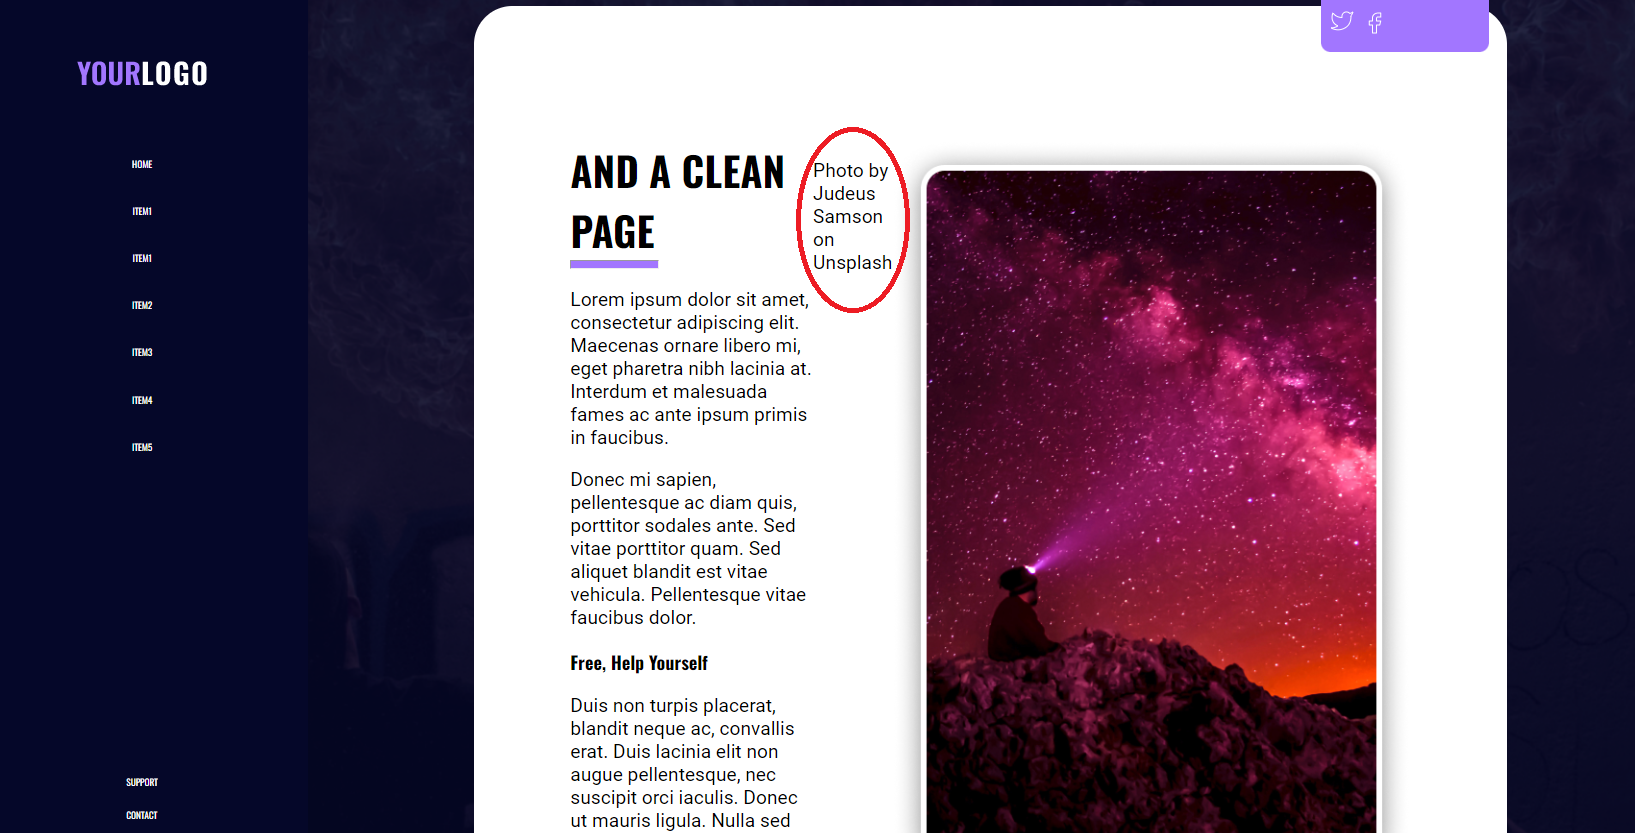 YOURLOGO
HOME
ITEM1
ITEM1
ITEM2
ITEM3
ITEM4
ITEM5
SUPPORT
CONTACT
AND A CLEAN
PAGE
Lorem ipsum dolor sit amet,
consectetur adipiscing elit.
Maecenas ornare libero mi,
eget pharetra nibh lacinia at.
Interdum et malesuada
fames ac ante ipsum primis
in faucibus.
Donec mi sapien,
pellentesque ac diam quis,
porttitor sodales ante. Sed
vitae porttitor quam. Sed
aliquet blandit est vitae
vehicula. Pellentesque vitae
faucibus dolor.
Free, Help Yourself
Duis non turpis placerat,
blandit neque ac, convallis
erat. Duis lacinia elit non
augue pellentesque, nec
suscipit orci iaculis. Donec
ut mauris ligula. Nulla sed
Photo by
Judeus
Samson
on
Unsplash